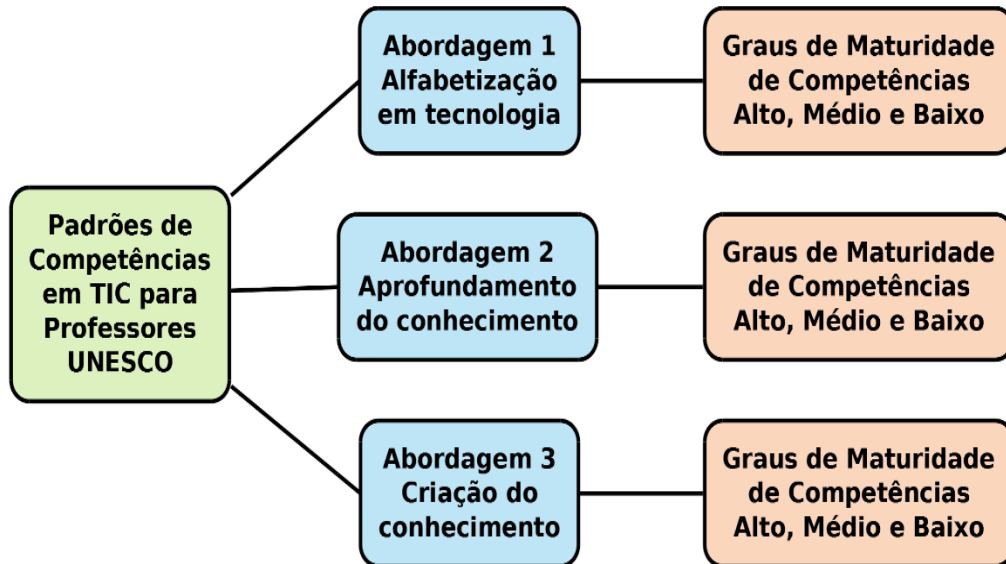 Padrões de
Competências
em TIC para
Professores
UNESCO
Abordagem 1
Alfabetização
em tecnologia
Graus de Maturidade
de Competências
Alto, Médio e Baixo
Abordagem 2
Aprofundamento
do conhecimento
Graus de Maturidade
de Competências
Alto, Médio e Baixo
Abordagem 3
Criação do
conhecimento
Graus de Maturidade
de Competências
Alto, Médio e Baixo